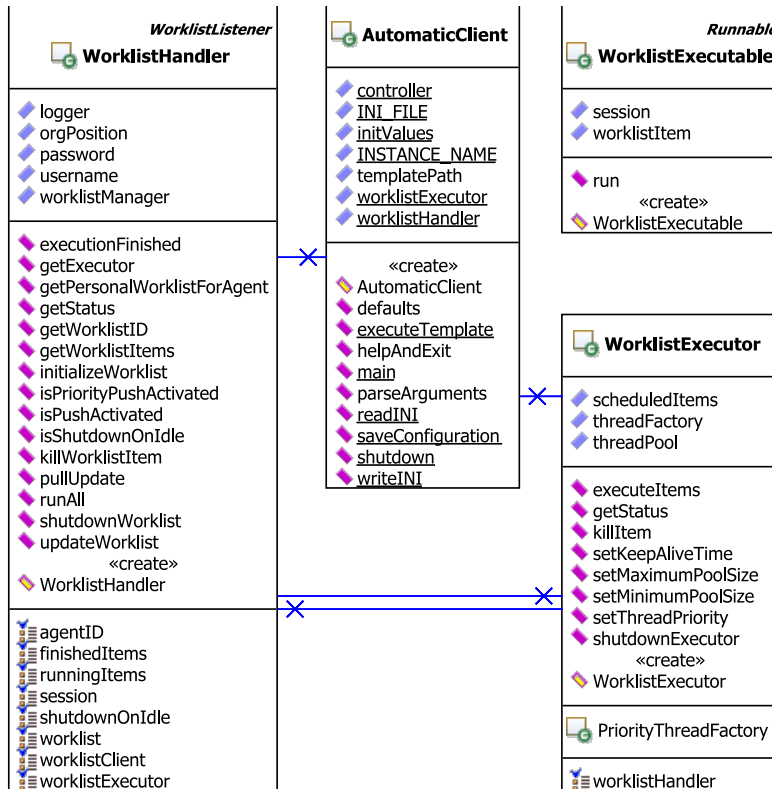 WorklistListener
WorklistHandler
logger
orgPosition
password
username
worklistManager
executionFinished
getExecutor
getPersonalWorklistForAgent
getStatus
getWorklistID
getWorklistItems
initializeWorklist
isPriorityPushActivated
isPushActivated
isShutdownOnIdle
killWorklistItem
pullUpdate
runAll
shutdownWorklist
updateWorklist
«create»
WorklistHandler
agentID
finishedItems
runningItems
session
shutdownOnIdle
worklist
worklistClient
worklistExecutor
AutomaticClient
controller
INI_FILE
initValues
INSTANCE_NAME
templatePath
worklistExecutor
worklistHandler
«create»
AutomaticClient
defaults
executeTemplate
helpAndExit
main
parseArguments
readINI
saveConfiguration
shutdown
writeINI
Runnable
WorklistExecutable
session
worklistItem
run
«create»
WorklistExecutable
WorklistExecutor
scheduledItems
threadFactory
threadPool
executeItems
getStatus
killItem
setKeepAliveTime
setMaximumPoolSize
setMinimumPoolSize
setThreadPriority
shutdownExecutor
«create»
WorklistExecutor
PriorityThreadFactory
worklistHandler